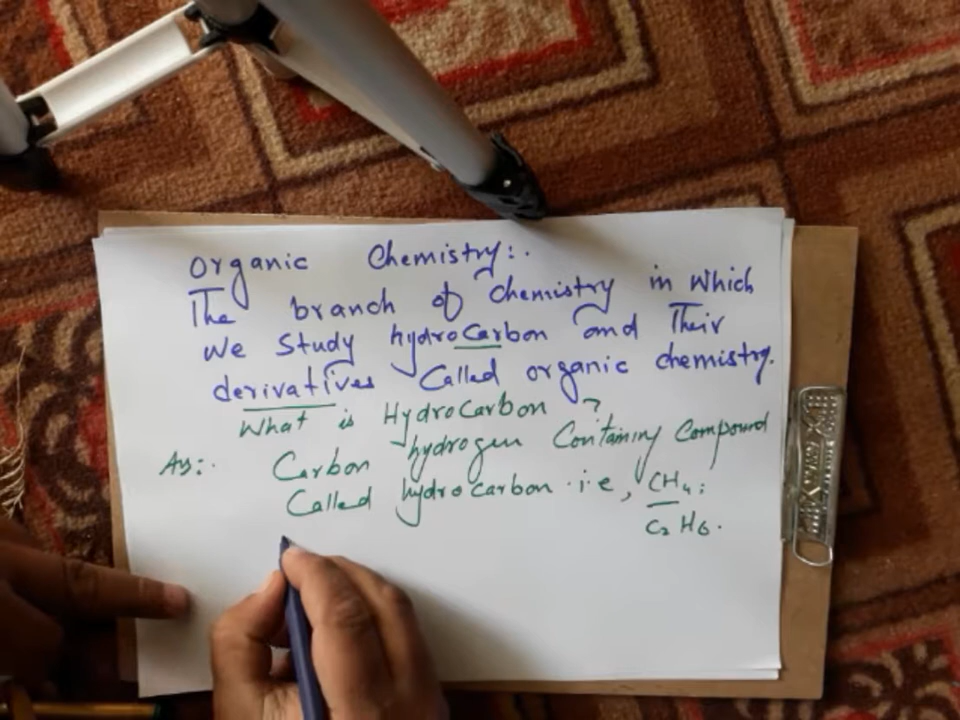 Organic Chemistry:.
The branch of chemistry in which
we study hydrocarbon and Their
derivatives Called organic chemistry.
What is HydroCarbon ?
As:. Carbon hydrogen Containing Compound
Called hydrocarbon i.e, CH₄:
C₂H₆.